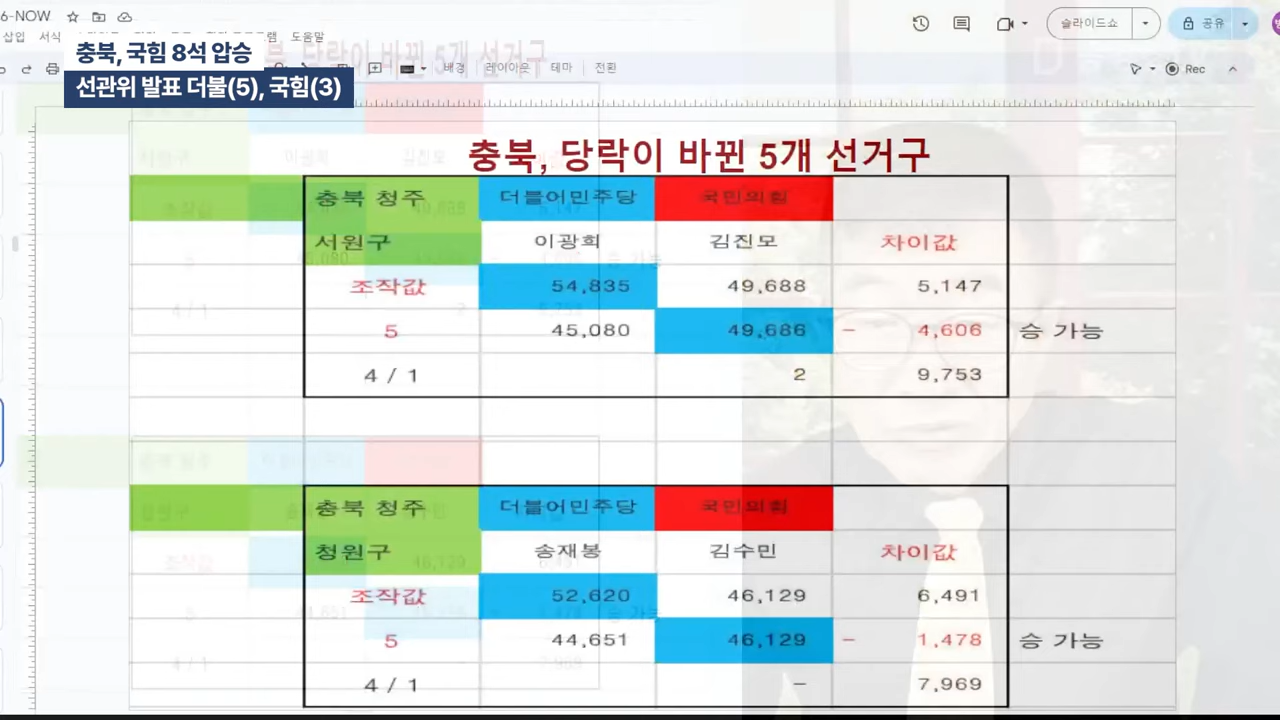 6-NOW
슬라이드쇼
공유
삽입 서식 도움말
충북, 국힘 8석 압승
선관위 발표 더불(5), 국힘(3)
배경 레이아웃 테마 전환
Rec
충북, 당락이 바뀐 5개 선거구
충북 청주 더블어민주당 국민의힘
서원구 이광희 김진모 차이값
조작값 54,835 49,688 5,147
5 45,080 49,686 - 4,606 승 가능
4 / 1 2 9,753
충북 청주 더블어민주당 국민의힘
청원구 송재봉 김수민 차이값
조작값 52,620 46,129 6,491
5 44,651 46,129 - 1,478 승 가능
4 / 1 - 7,969